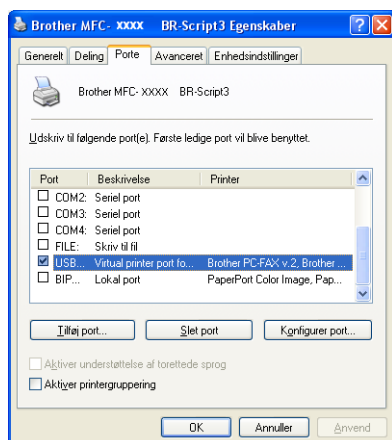 Brother MFC- XXXX BR-Script3 Egenskaber
Generelt Deling Porte Avanceret Enhedsindstillinger
Brother MFC- XXXX BR-Script3
Udskriv til følgende port(e). Første ledige port vil blive benyttet.
Port Beskrivelse Printer
COM2: Seriel port
COM3: Seriel port
COM4: Seriel port
FILE: Skriv til fil
USB... Virtual printer port fo... Brother PC-FAX v.2, Brother ...
BIP... Lokal port PaperPort Color Image, Pap...
Tilføj port... Slet port Konfigurer port...
Aktiver understøttelse af torettede sprog
Aktiver printergruppering
OK Annuller Anvend